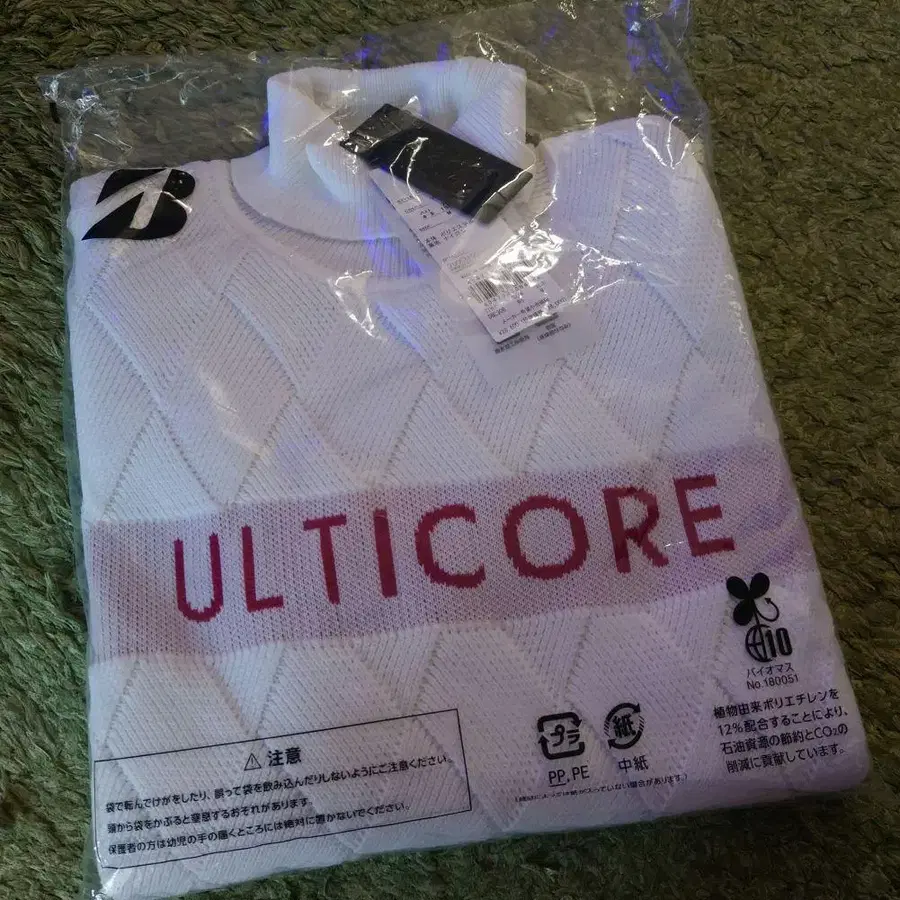 B
ULTICORE
10
バイオマス
No.180051
植物由来ポリエチレンを
12%配合することにより、
石油資源の節約とCO₂の
削減に貢献しています。
プラ
PP,PE
紙
中紙
⚠ 注意
袋で転んでけがをしたり、誤って袋を飲み込んだりしないようにご注意ください。
頭から袋をかぶると窒息するおそれがあります。
保護者の方は幼児の手の届くところには絶対に置かないでください。